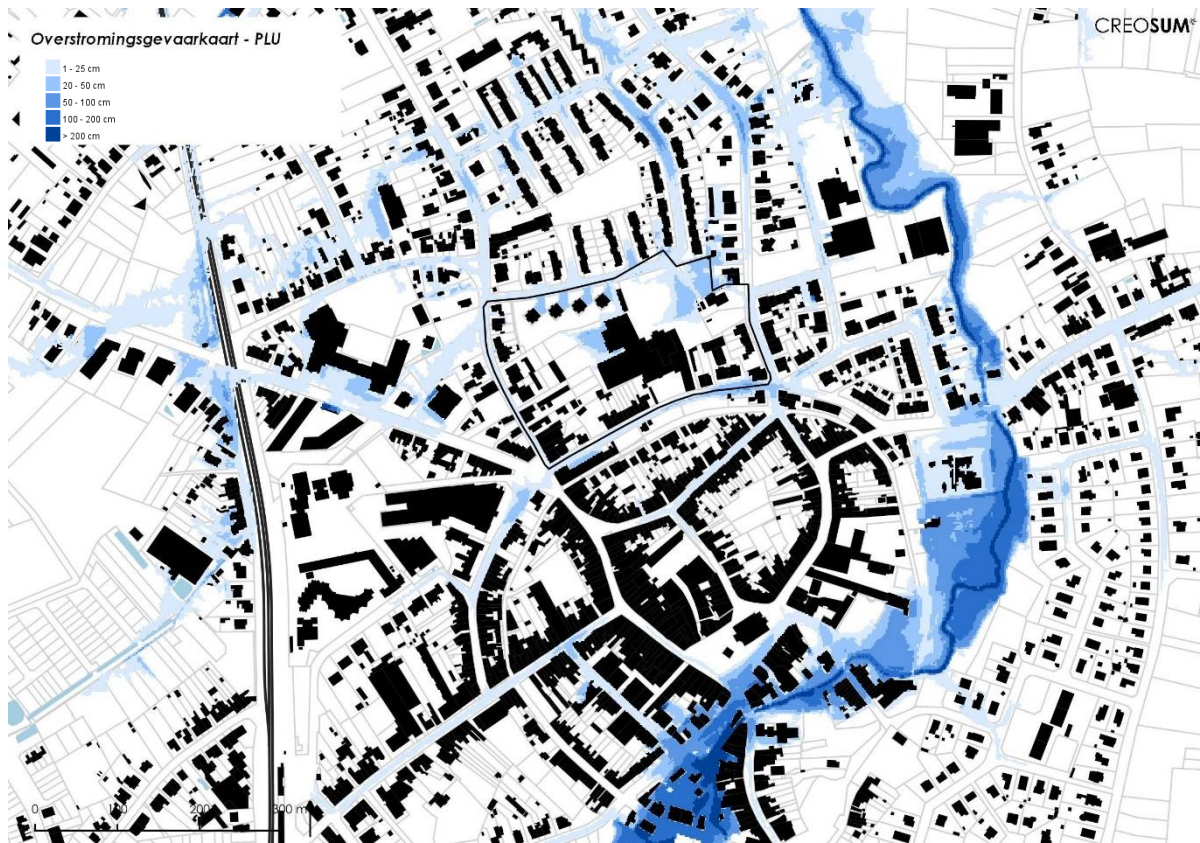 Overstromingsgevaarkaart - PLU
CREOSUM
1 - 25 cm
20 - 50 cm
50 - 100 cm
100 - 200 cm
> 200 cm
0 100 200 300 m